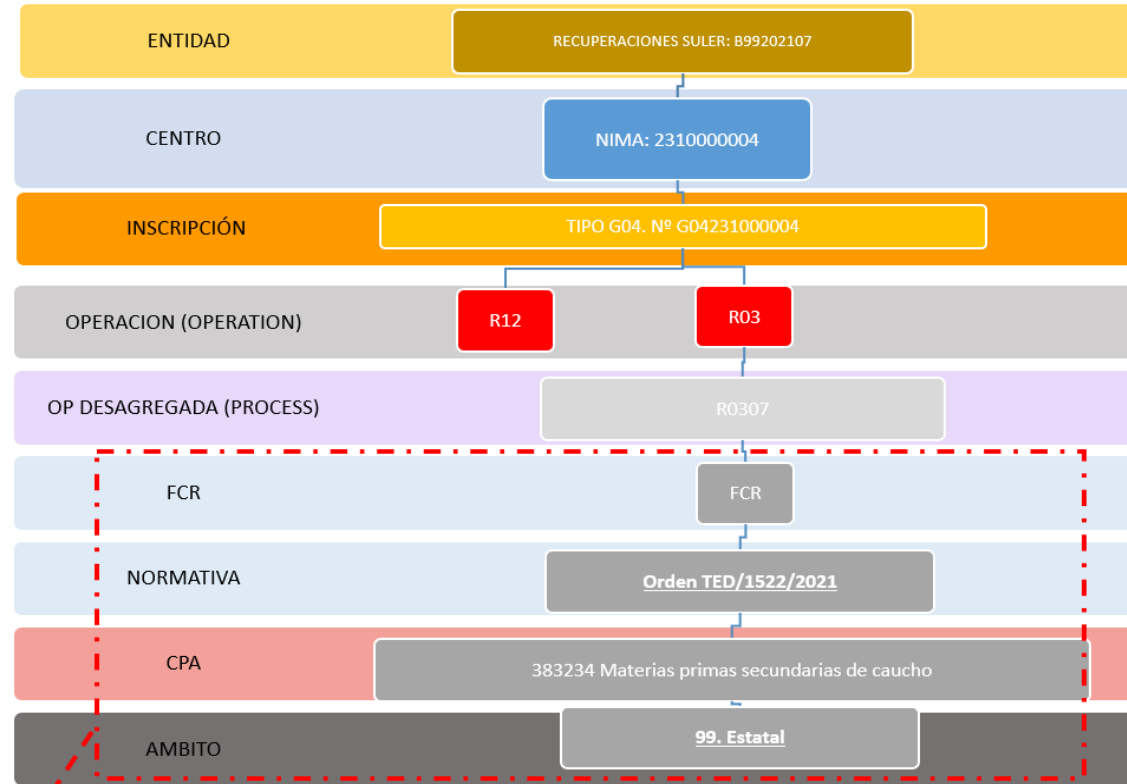 ENTIDAD
RECUPERACIONES SULER: B99202107
CENTRO
NIMA: 2310000004
INSCRIPCIÓN
TIPO G04. Nº G04231000004
OPERACION (OPERATION)
R12
R03
OP DESAGREGADA (PROCESS)
R0307
FCR
FCR
NORMATIVA
Orden TED/1522/2021
CPA
383234 Materias primas secundarias de caucho
AMBITO
99. Estatal